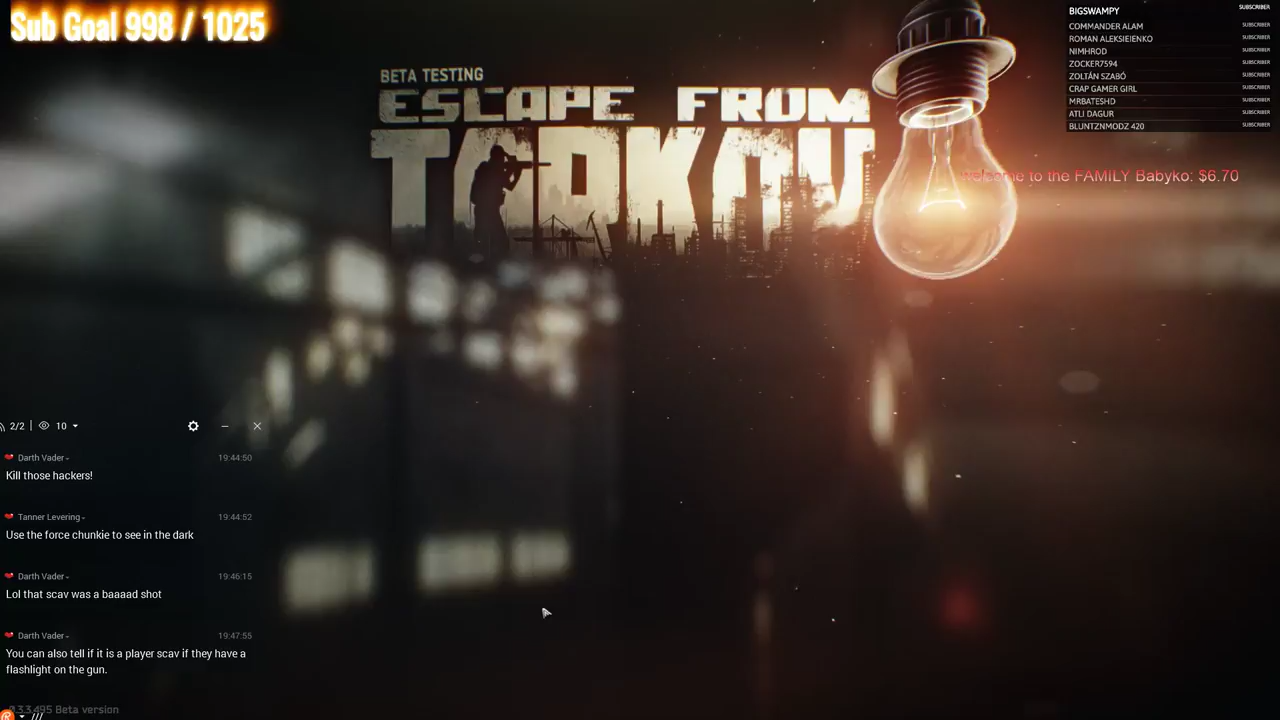 Sub Goal 998 / 1025
BETA TESTING
ESCAPE FROM
TARKOV
BIGSWAMPY SUBSCRIBER
COMMANDER ALAM SUBSCRIBER
ROMAN ALEKSIEIENKO SUBSCRIBER
NIMHROD SUBSCRIBER
ZOCKER7594 SUBSCRIBER
ZOLTÁN SZABÓ SUBSCRIBER
CRAP GAMER GIRL SUBSCRIBER
MRBATESHD SUBSCRIBER
ATLI DAGUR SUBSCRIBER
BLUNTZNMODZ 420 SUBSCRIBER
welcome to the FAMILY Babyko: $6.70
2/2 | 10
Darth Vader 19:44:50
Kill those hackers!
Tanner Levering 19:44:52
Use the force chunkie to see in the dark
Darth Vader 19:46:15
Lol that scav was a baaaad shot
Darth Vader 19:47:55
You can also tell if it is a player scav if they have a
flashlight on the gun.
0.3.3.495 Beta version